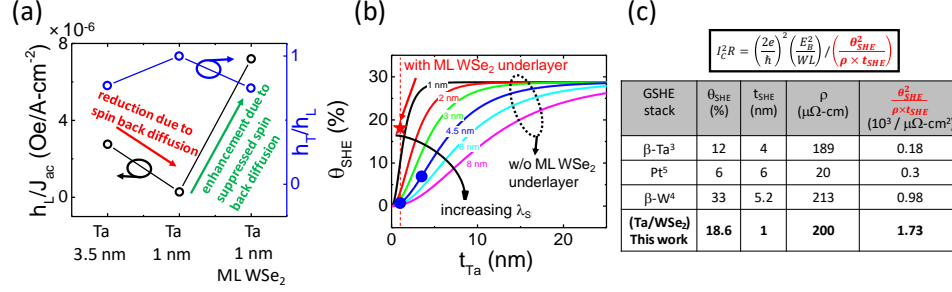 (a)
× 10⁻⁶
8
4
0
h_L/J_ac (Oe/A-cm⁻²)
reduction due to
spin back diffusion
enhancement due to
suppressed spin
back diffusion
1
0
h_T/h_L
Ta
3.5 nm
Ta
1 nm
Ta
1 nm
ML WSe₂
(b)
30
20
10
0
θ_SHE (%)
with ML WSe₂ underlayer
1 nm
2 nm
3 nm
4.5 nm
6 nm
8 nm
w/o ML WSe₂
underlayer
increasing λ_S
0
10
20
t_Ta (nm)
(c)
I_C²R = (2e/ħ)² (E_B²/WL) / (θ²_SHE/ρ × t_SHE)
GSHE stack θ_SHE (%) t_SHE (nm) ρ (μΩ-cm) θ²_SHE/ρ×t_SHE (10³ / μΩ-cm²)
β-Ta³ 12 4 189 0.18
Pt⁵ 6 6 20 0.3
β-W⁴ 33 5.2 213 0.98
(Ta/WSe₂) This work 18.6 1 200 1.73